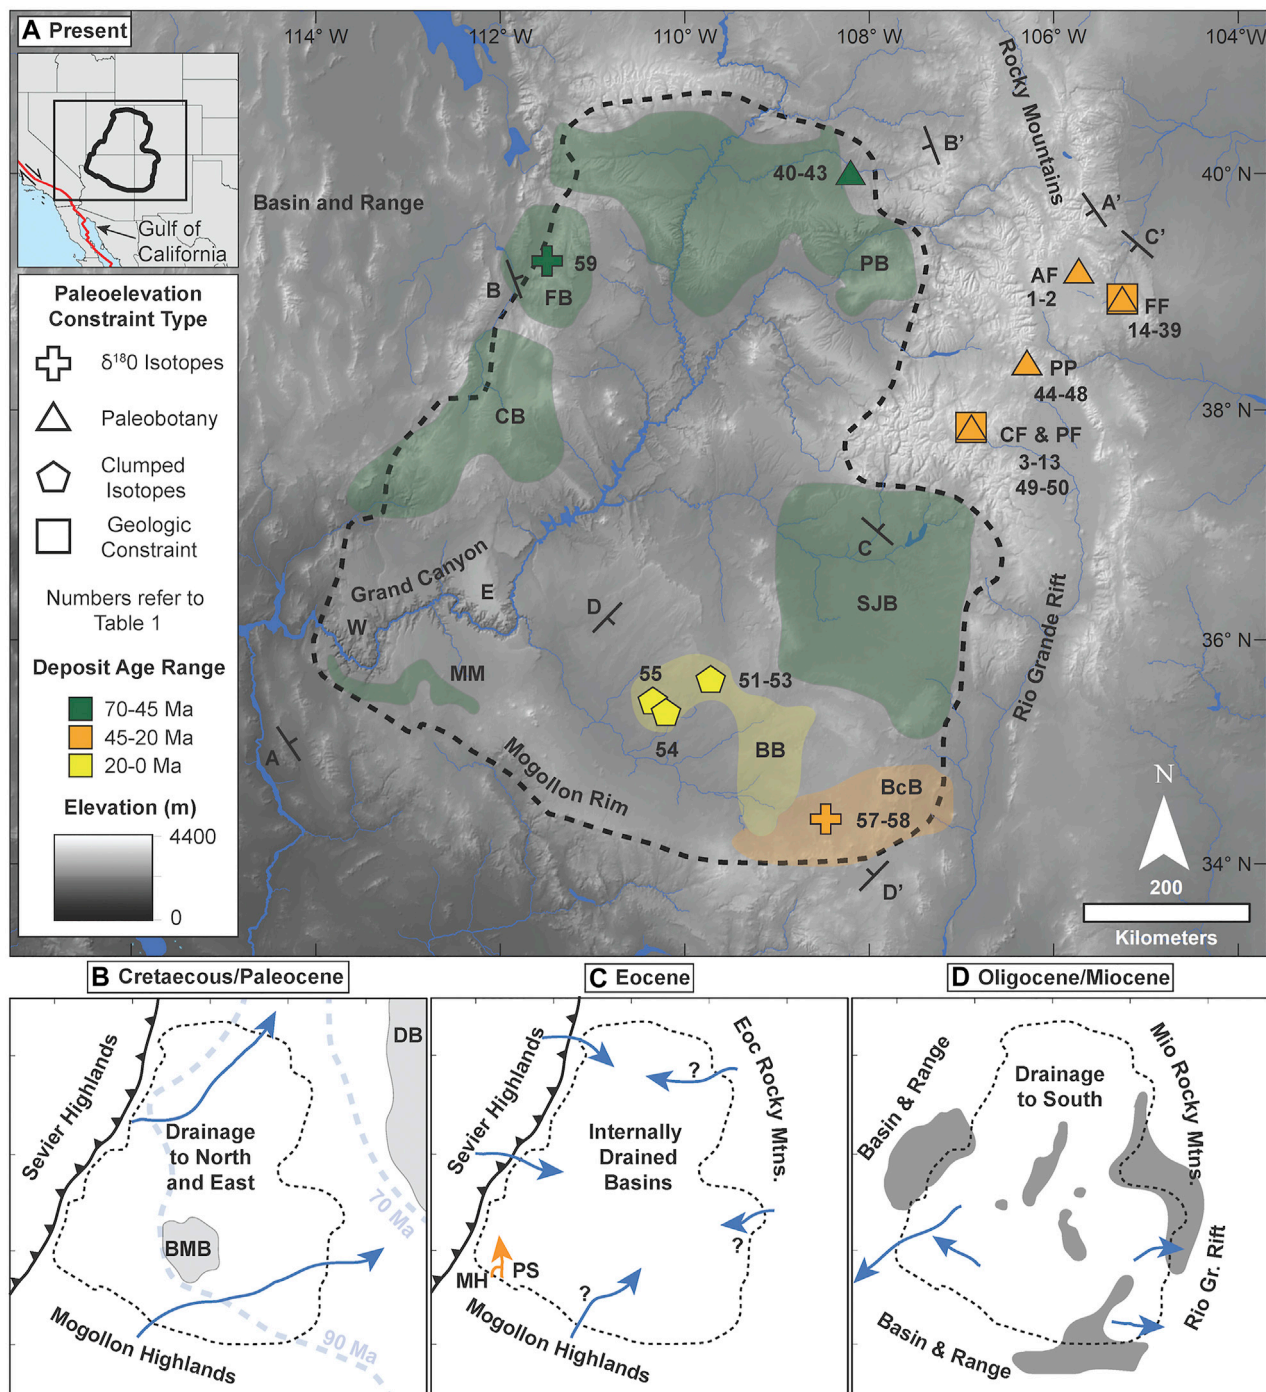 A Present
114° W
112° W
110° W
108° W
106° W
104° W
40° N
38° N
36° N
34° N
Gulf of
California
Paleoelevation
Constraint Type
δ¹⁸0 Isotopes
Paleobotany
Clumped
Isotopes
Geologic
Constraint
Numbers refer to
Table 1
Deposit Age Range
70-45 Ma
45-20 Ma
20-0 Ma
Elevation (m)
4400
0
Basin and Range
Rocky Mountains
B'
A'
C'
40-43
59
B
FB
PB
AF
1-2
FF
14-39
PP
44-48
CF & PF
3-13
49-50
CB
Grand Canyon
E
W
MM
D
C
SJB
Rio Grande Rift
55
51-53
54
BB
A
Mogollon Rim
BcB
57-58
D'
N
200
Kilometers
B Cretaecous/Paleocene
Sevier Highlands
DB
Drainage
to North
and East
70 Ma
BMB
90 Ma
Mogollon Highlands
C Eocene
Sevier Highlands
Eoc Rocky Mtns
?
Internally
Drained
Basins
?
MH
PS
?
Mogollon Highlands
D Oligocene/Miocene
Basin & Range
Mio Rocky Mtns
Drainage
to South
Rio Gr. Rift
Basin & Range